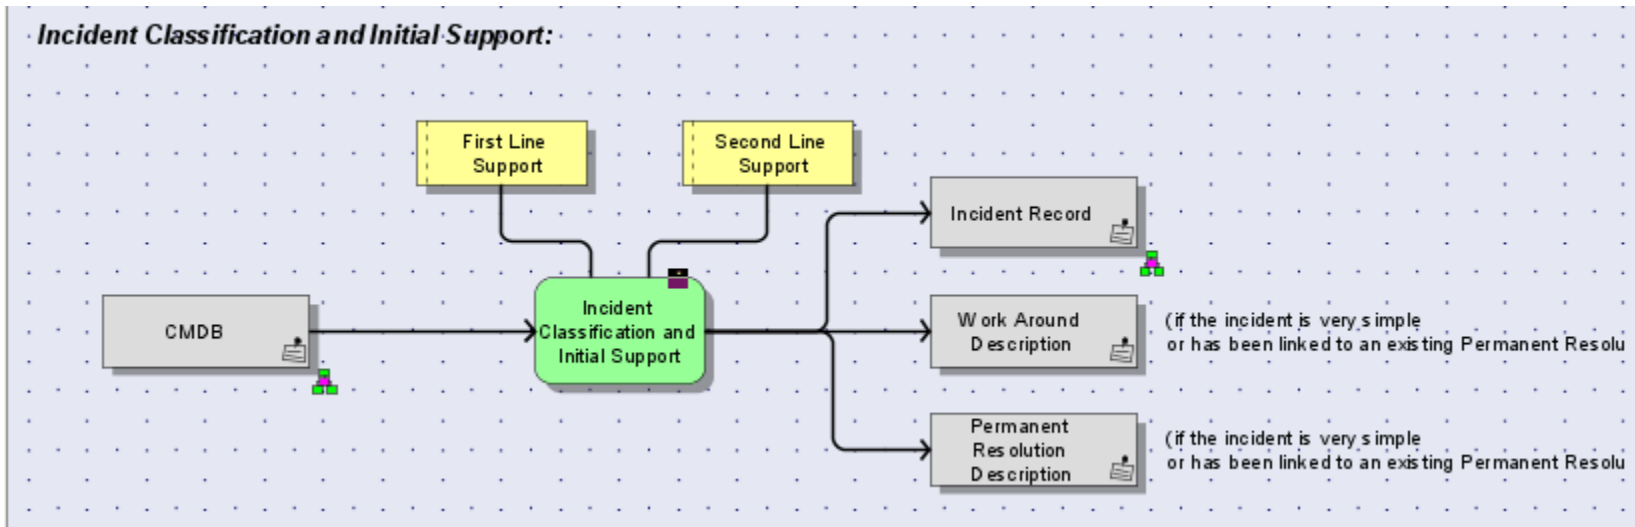 Incident Classification and Initial Support:
First Line
Support
Second Line
Support
Incident Record
CMDB
Incident
Classification and
Initial Support
Work Around
Description
(if the incident is very simple
or has been linked to an existing Permanent Resolu
Permanent
Resolution
Description
(if the incident is very simple
or has been linked to an existing Permanent Resolu